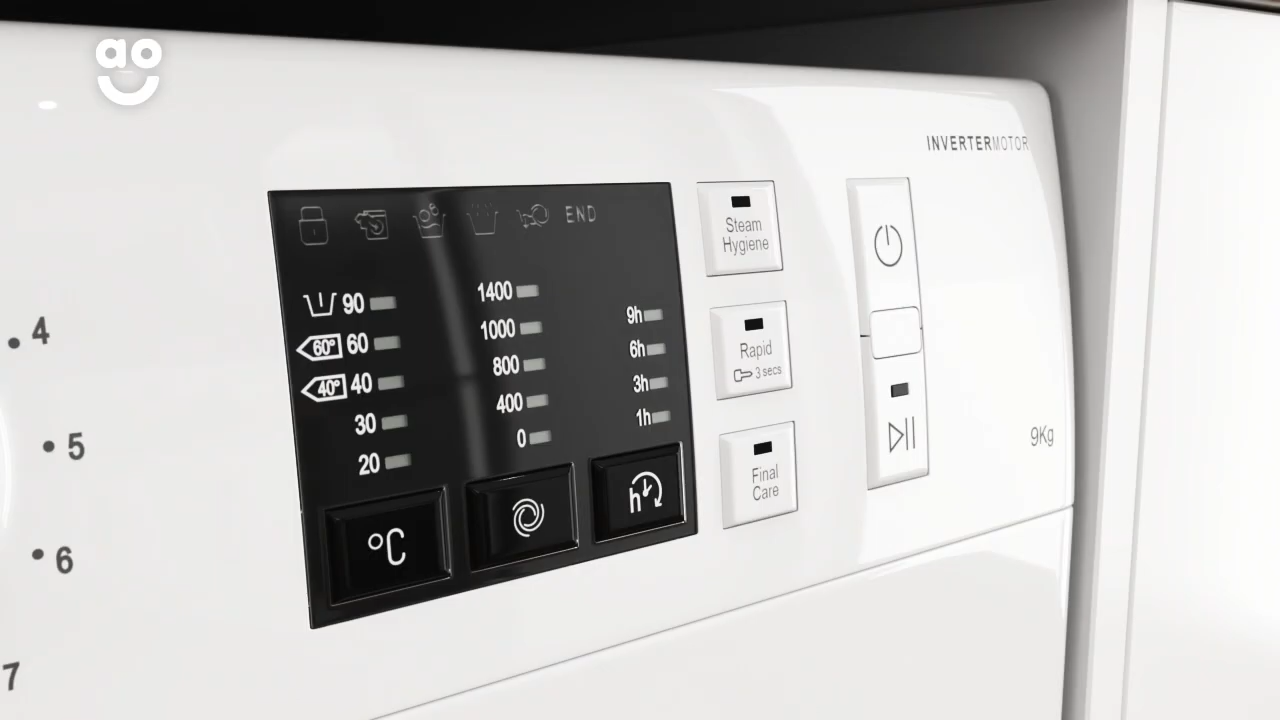 ao
INVERTERMOTOR
END
Steam
Hygiene
90
1400
9h
60° 60
1000
6h
40° 40
800
3h
30
400
1h
20
0
°C
h
Rapid
3 secs
Final
Care
9Kg
4
5
6
7